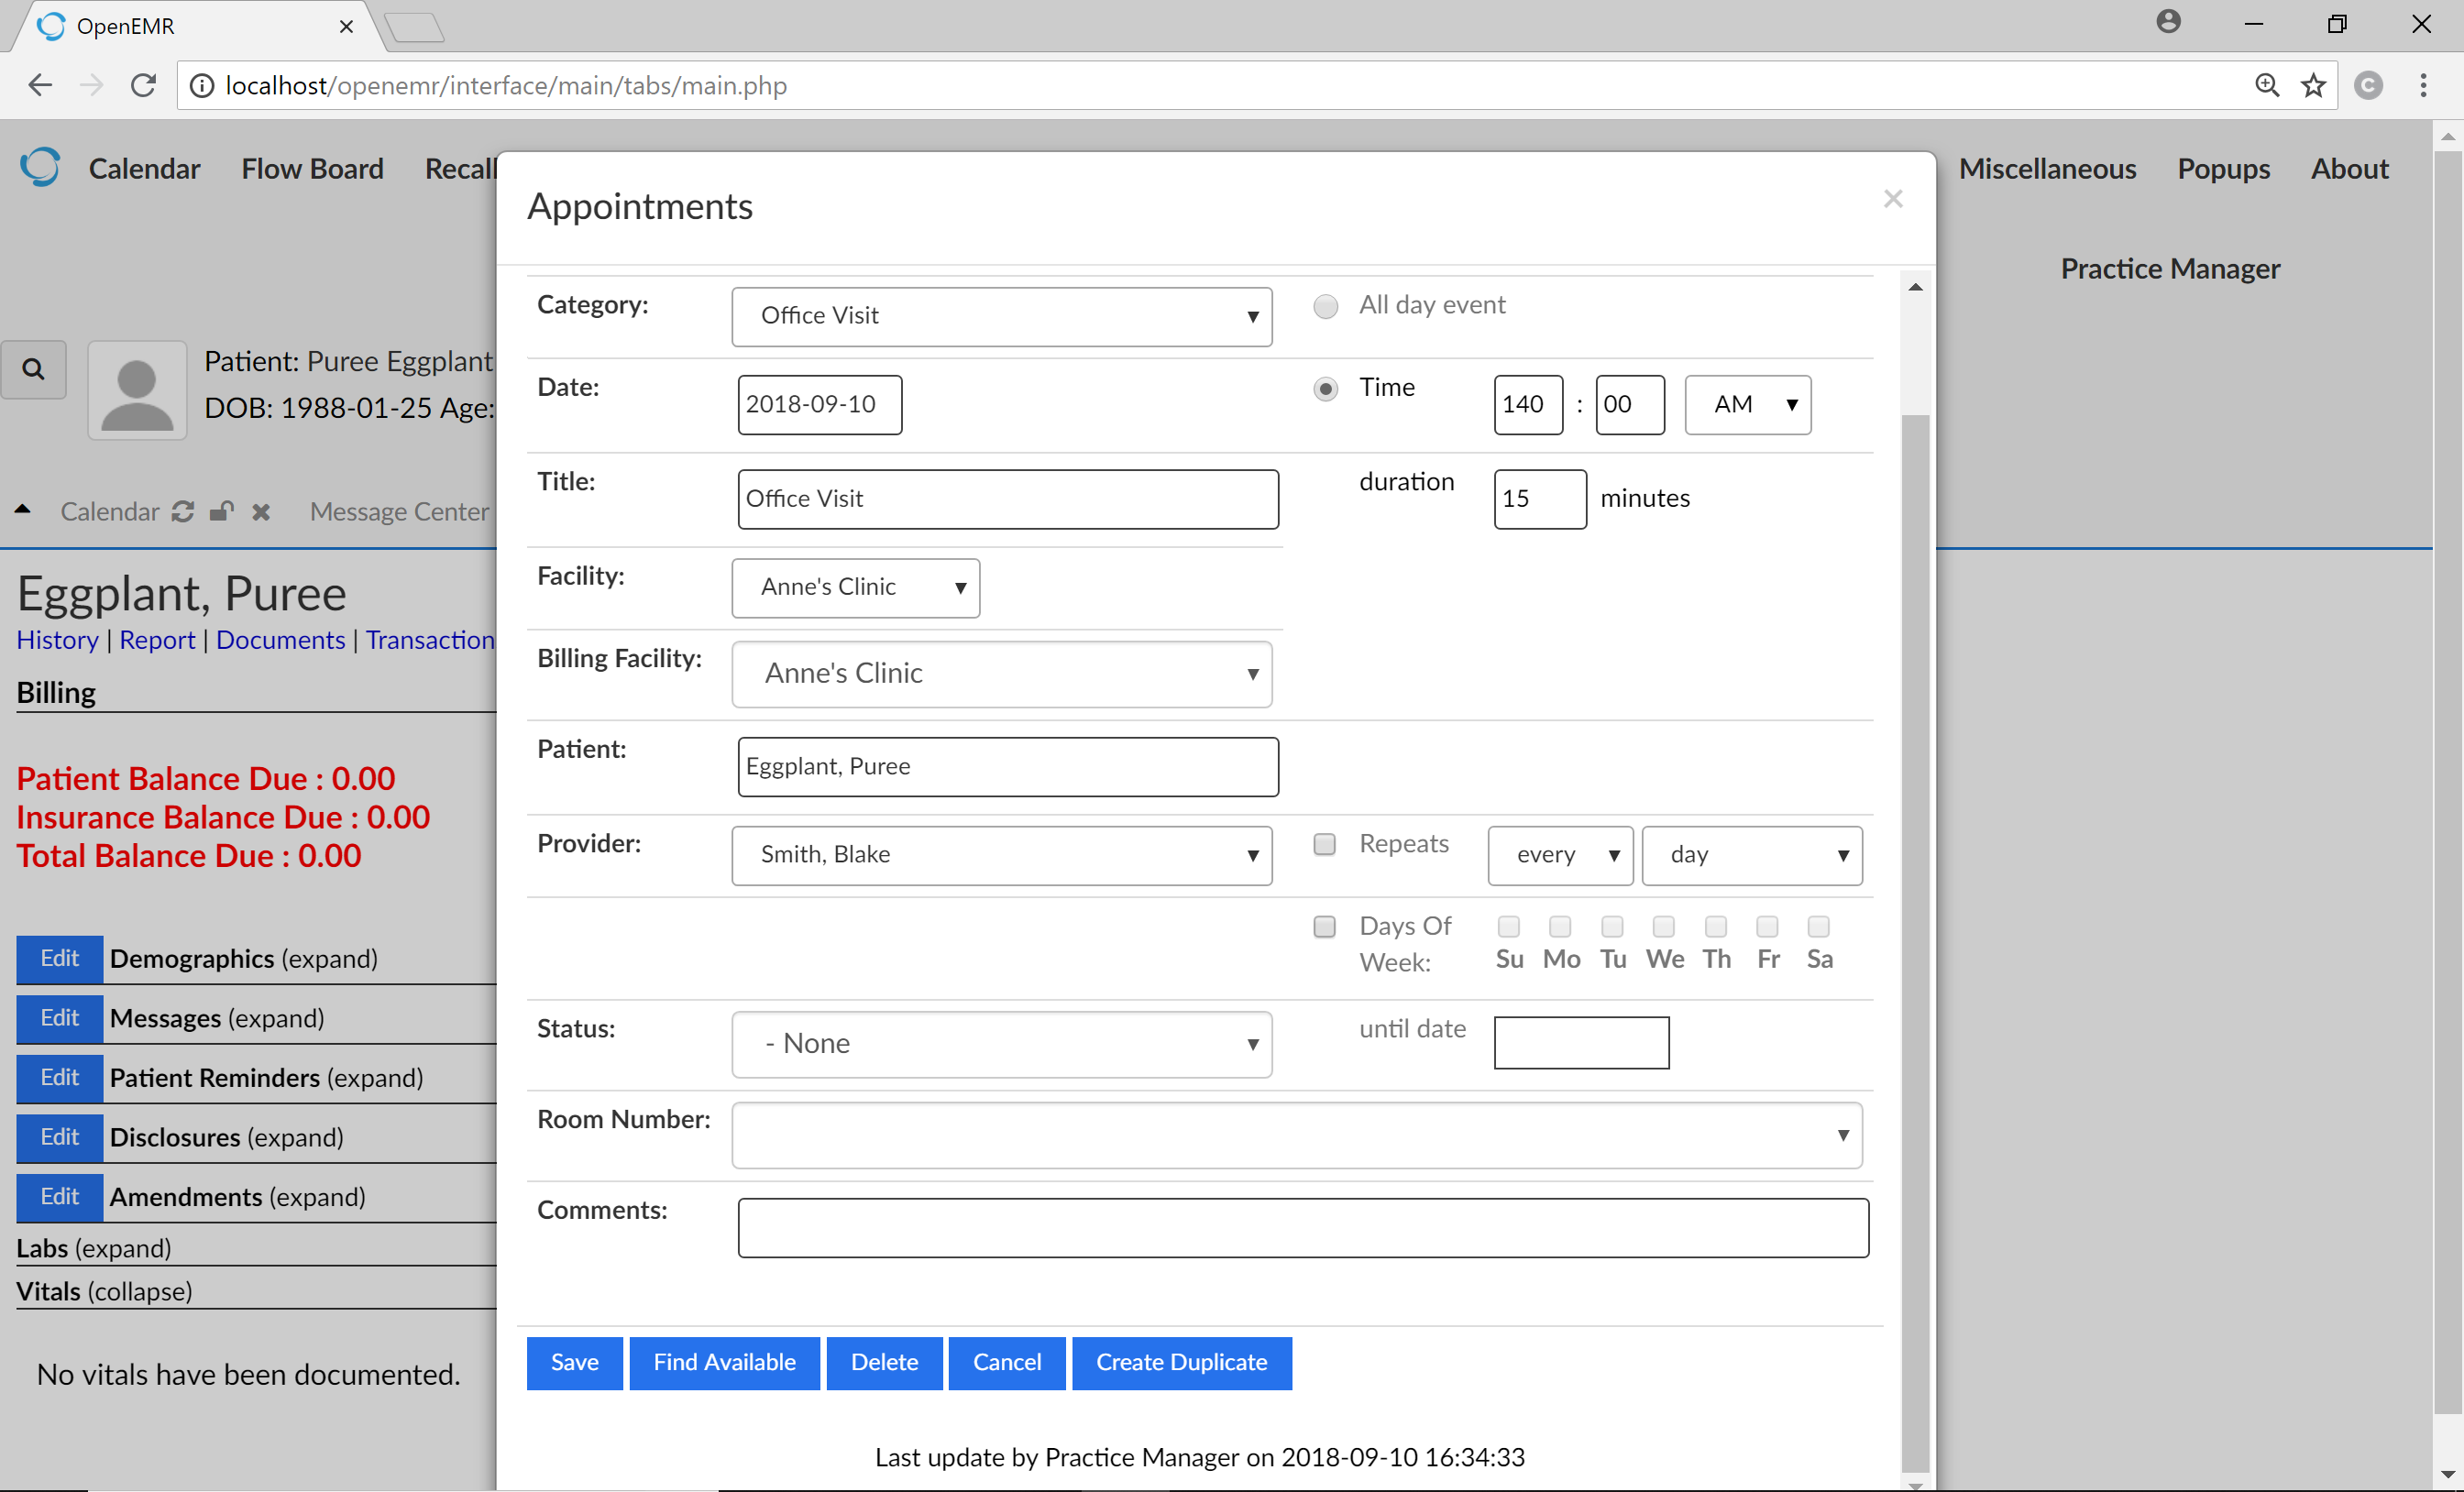 OpenEMR
localhost/openemr/interface/main/tabs/main.php
Calendar Flow Board Recall Miscellaneous Popups About
Practice Manager
Patient: Puree Eggplant
DOB: 1988-01-25 Age:
Calendar Message Center
Eggplant, Puree
History | Report | Documents | Transaction
Billing
Patient Balance Due : 0.00
Insurance Balance Due : 0.00
Total Balance Due : 0.00
Edit Demographics (expand)
Edit Messages (expand)
Edit Patient Reminders (expand)
Edit Disclosures (expand)
Edit Amendments (expand)
Labs (expand)
Vitals (collapse)
No vitals have been documented.
Appointments
Category: Office Visit All day event
Date: 2018-09-10 Time 140 : 00 AM
Title: Office Visit duration 15 minutes
Facility: Anne's Clinic
Billing Facility: Anne's Clinic
Patient: Eggplant, Puree
Provider: Smith, Blake Repeats every day
Days Of Week: Su Mo Tu We Th Fr Sa
Status: - None until date
Room Number:
Comments:
Save Find Available Delete Cancel Create Duplicate
Last update by Practice Manager on 2018-09-10 16:34:33